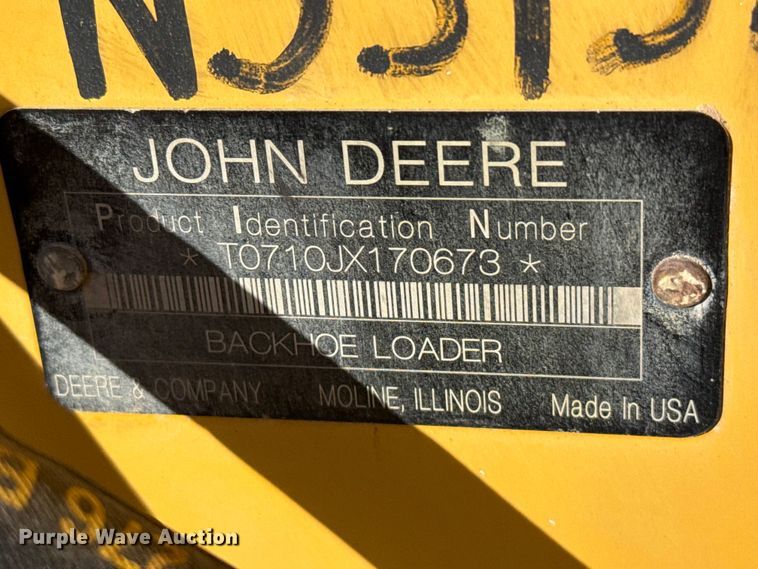 JOHN DEERE
Product Identification Number
* T0710JX170673 *
BACKHOE LOADER
DEERE & COMPANY MOLINE, ILLINOIS Made In USA
Purple Wave Auction®